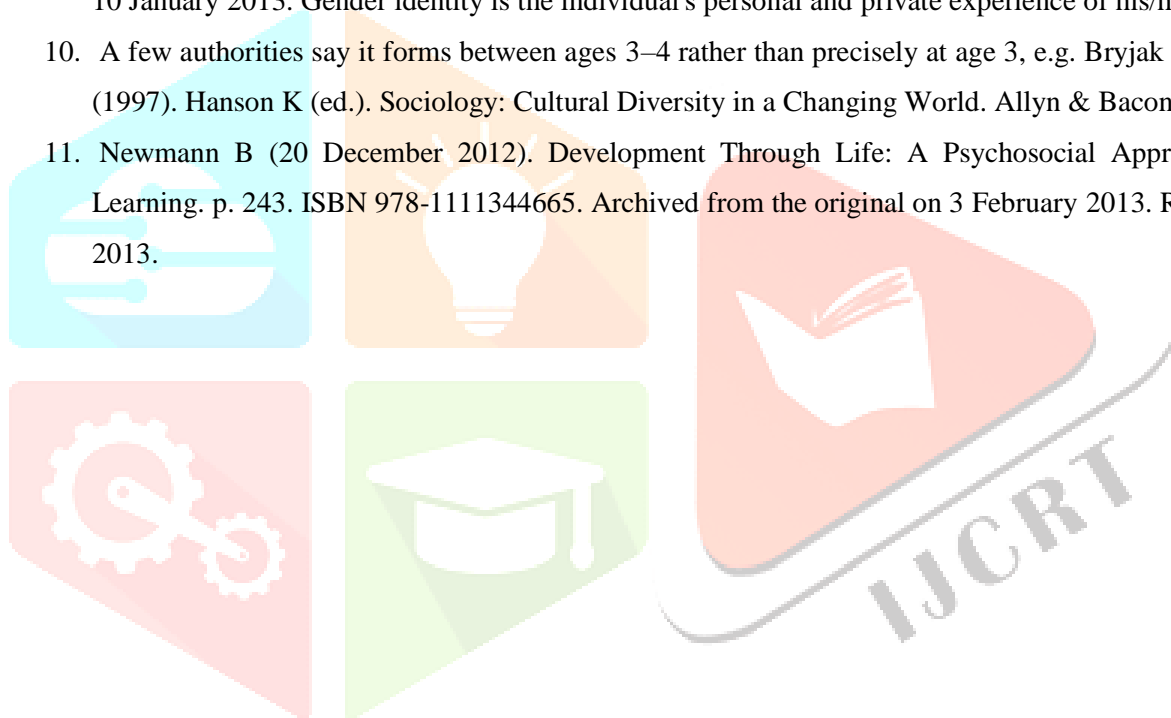 10 January 2013. Gender identity is the individual's personal and private experience of his/
10. A few authorities say it forms between ages 3–4 rather than precisely at age 3, e.g. Bryjak
(1997). Hanson K (ed.). Sociology: Cultural Diversity in a Changing World. Allyn & Bacon
11. Newmann B (20 December 2012). Development Through Life: A Psychosocial Appr
Learning. p. 243. ISBN 978-1111344665. Archived from the original on 3 February 2013. R
2013.
IJCRT